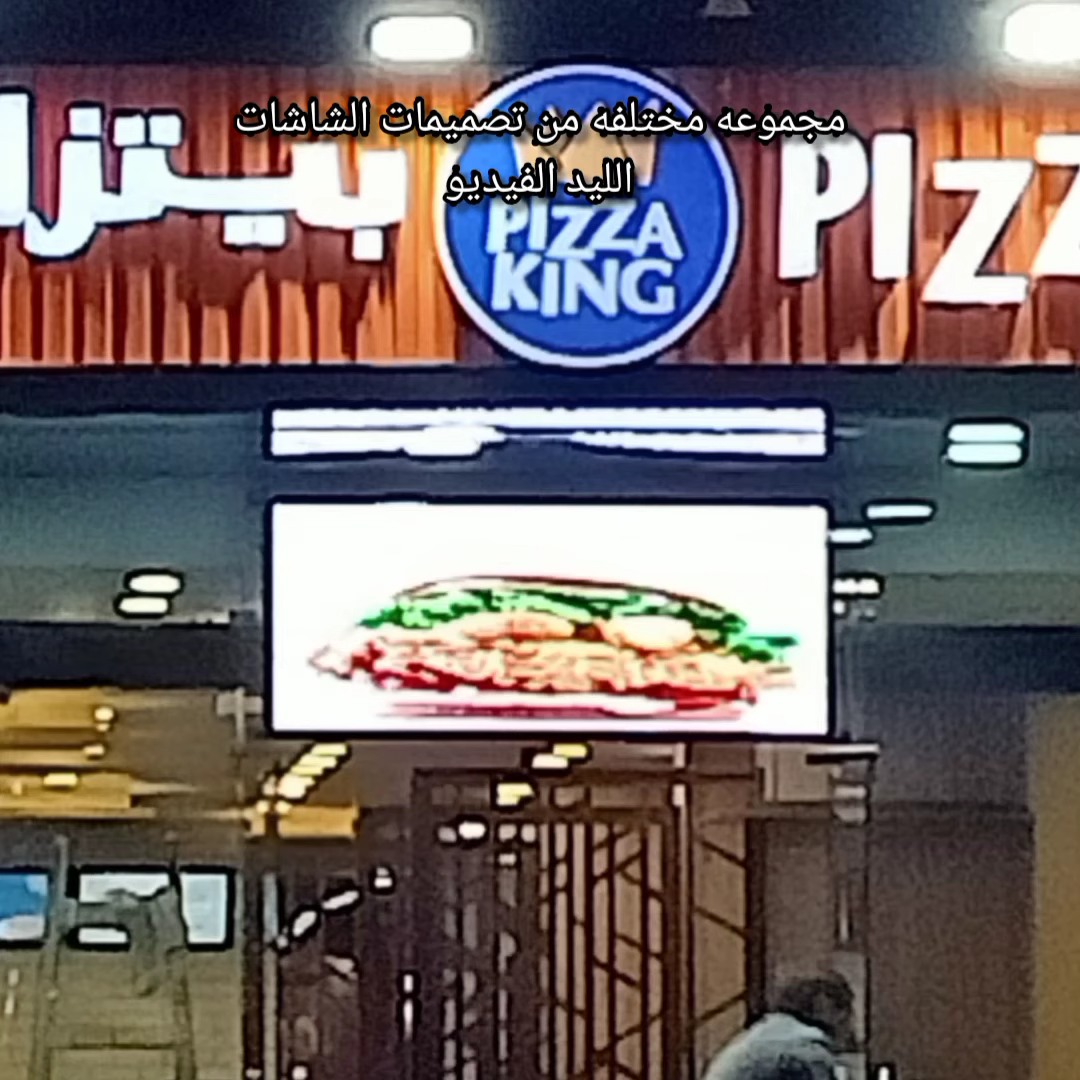 مجموعه مختلفه من تصميمات الشاشات
الليد الفيديو
بيتزا
PIZZA
KING
PIZZ